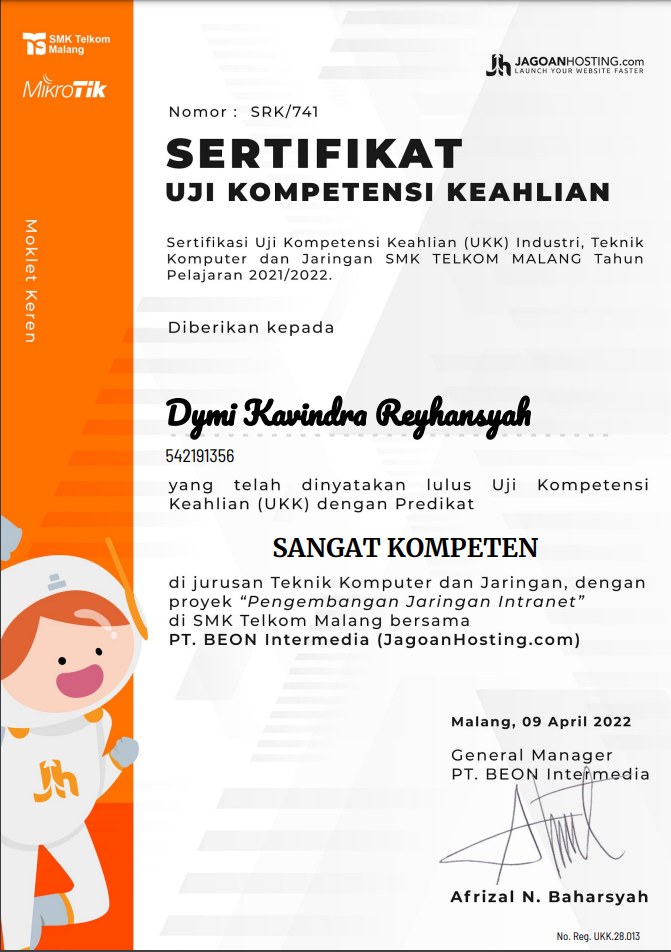 SMK Telkom
Malang
MikroTik
JAGOANHOSTING.com
LAUNCH YOUR WEBSITE FASTER
Nomor : SRK/741
SERTIFIKAT
UJI KOMPETENSI KEAHLIAN
Sertifikasi Uji Kompetensi Keahlian (UKK) Industri, Teknik
Komputer dan Jaringan SMK TELKOM MALANG Tahun
Pelajaran 2021/2022.
Moklet Keren
Diberikan kepada
Dymi Kavindra Reyhansyah
542191356
yang telah dinyatakan lulus Uji Kompetensi
Keahlian (UKK) dengan Predikat
SANGAT KOMPETEN
di jurusan Teknik Komputer dan Jaringan, dengan
proyek “Pengembangan Jaringan Intranet”
di SMK Telkom Malang bersama
PT. BEON Intermedia (JagoanHosting.com)
Malang, 09 April 2022
General Manager
PT. BEON Intermedia
Afrizal N. Baharsyah
No. Reg. UKK.28.013